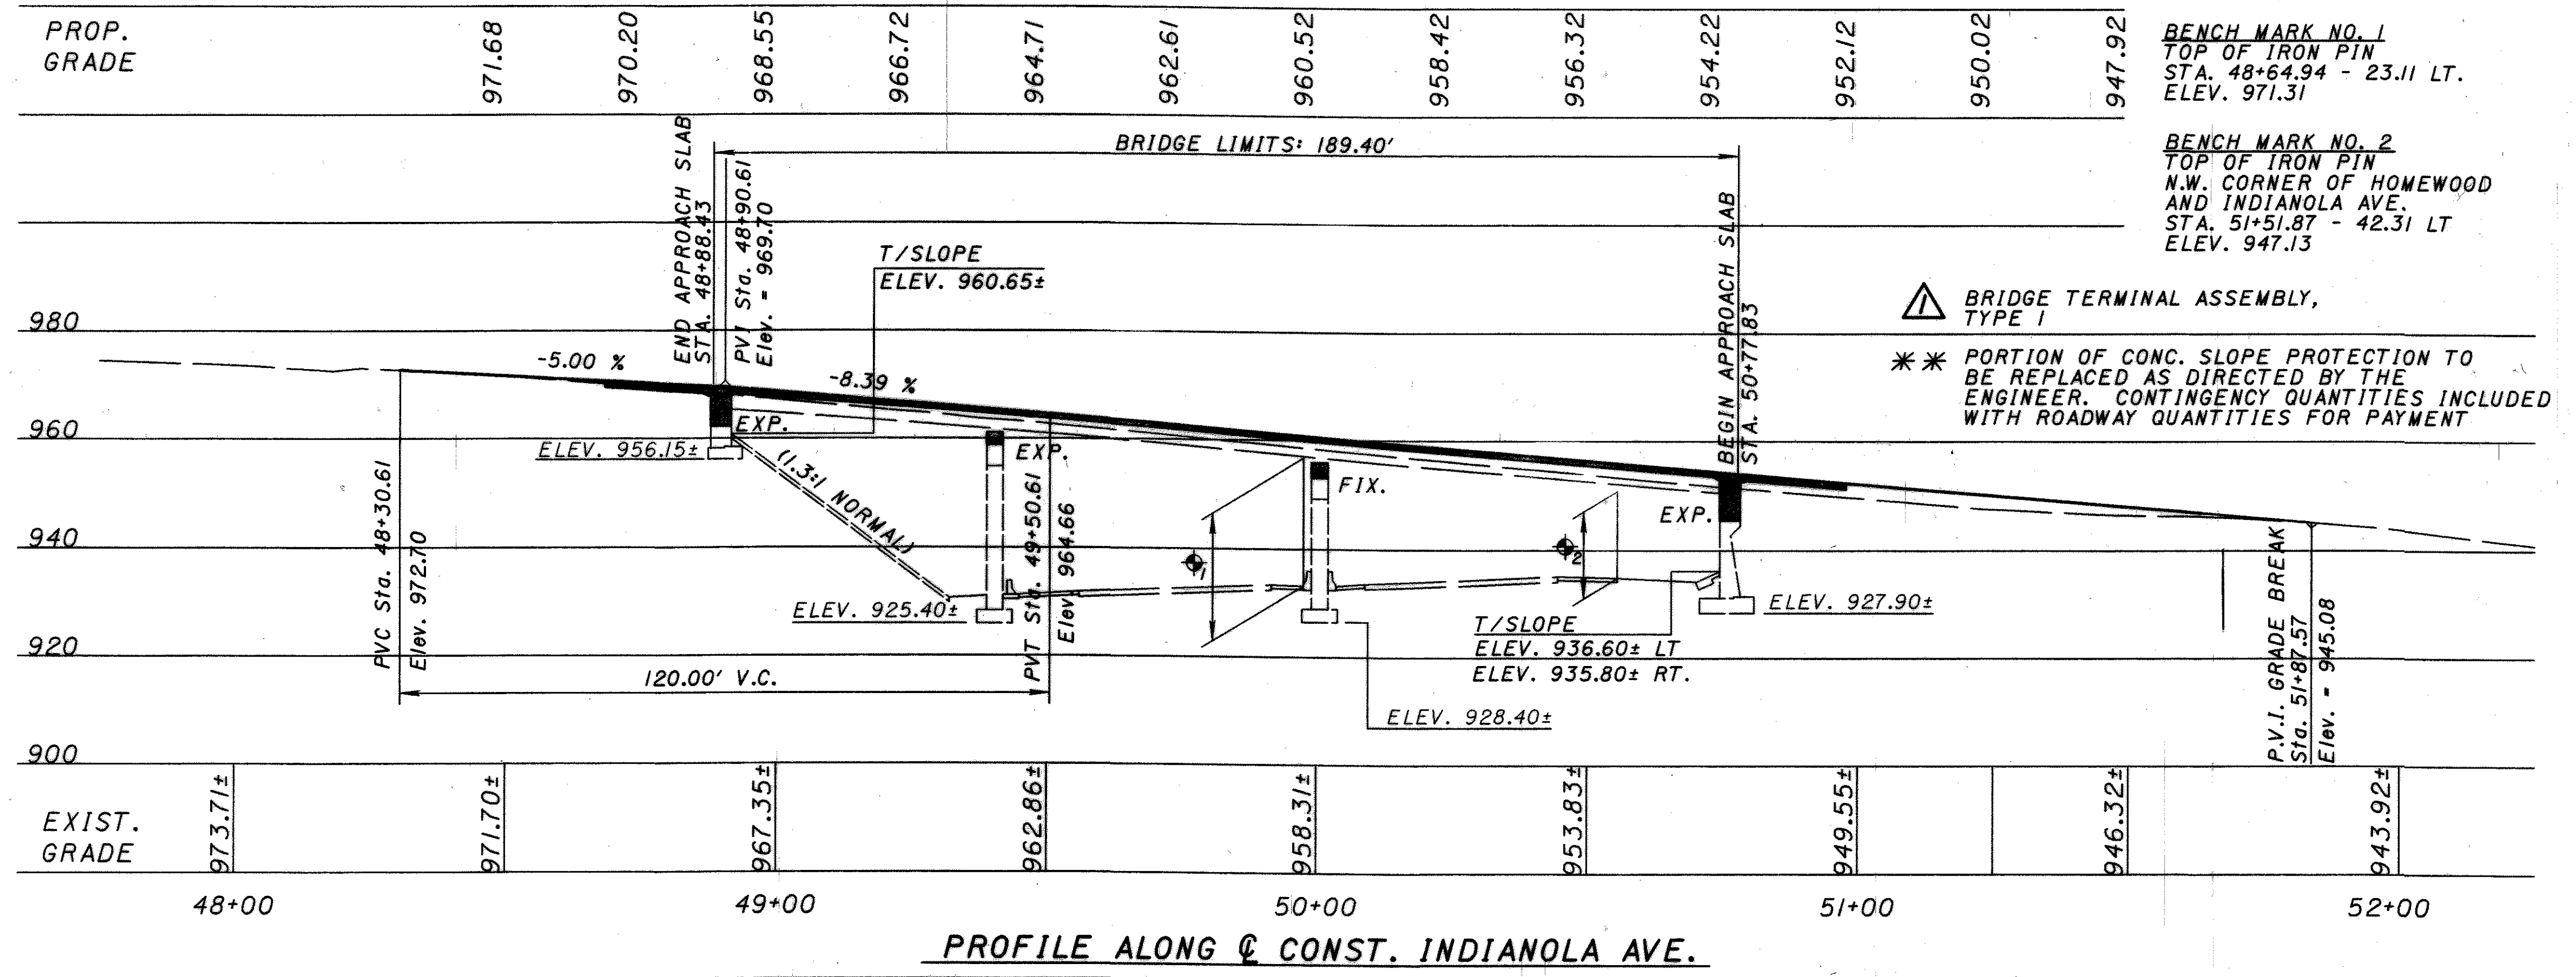 PROP.
GRADE
971.68
970.20
968.55
966.72
964.71
962.61
960.52
958.42
956.32
954.22
952.12
950.02
947.92
BENCH MARK NO. 1
TOP OF IRON PIN
STA. 48+64.94 - 23.11 LT.
ELEV. 971.31
BENCH MARK NO. 2
TOP OF IRON PIN
N.W. CORNER OF HOMEWOOD
AND INDIANOLA AVE.
STA. 51+51.87 - 42.31 LT
ELEV. 947.13
1 BRIDGE TERMINAL ASSEMBLY,
TYPE 1
** PORTION OF CONC. SLOPE PROTECTION TO
BE REPLACED AS DIRECTED BY THE
ENGINEER. CONTINGENCY QUANTITIES INCLUDED
WITH ROADWAY QUANTITIES FOR PAYMENT
BRIDGE LIMITS: 189.40'
END APPROACH SLAB
STA. 48+88.43
PVI Sta. 48+90.61
Elev. = 969.70
T/SLOPE
ELEV. 960.65±
BEGIN APPROACH SLAB
STA. 50+77.83
980
-5.00 %
-8.39 %
960
EXP.
ELEV. 956.15±
EXP.
(1.3:1 NORMAL)
FIX.
EXP.
PVC Sta. 48+30.61
Elev. 972.70
PVT Sta. 49+50.61
Elev. 964.66
940
1
2
ELEV. 925.40±
ELEV. 927.90±
T/SLOPE
ELEV. 936.60± LT
ELEV. 935.80± RT.
920
120.00' V.C.
ELEV. 928.40±
P.V.I. GRADE BREAK
Sta. 51+87.57
Elev. = 945.08
900
EXIST.
GRADE
973.71±
971.70±
967.35±
962.86±
958.31±
953.83±
949.55±
946.32±
943.92±
48+00
49+00
50+00
51+00
52+00
PROFILE ALONG ℄ CONST. INDIANOLA AVE.